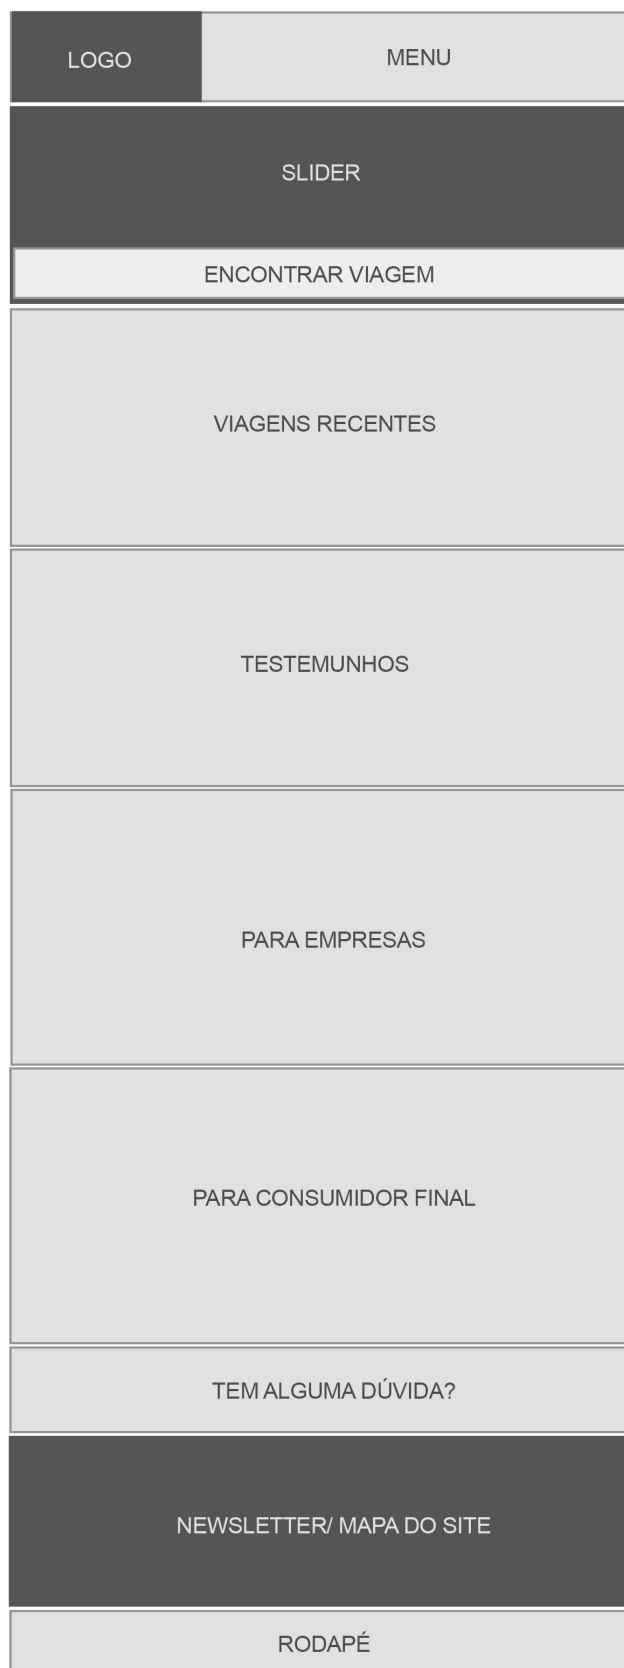 LOGO
MENU
SLIDER
ENCONTRAR VIAGEM
VIAGENS RECENTES
TESTEMUNHOS
PARA EMPRESAS
PARA CONSUMIDOR FINAL
TEM ALGUMA DÚVIDA?
NEWSLETTER/ MAPA DO SITE
RODAPÉ